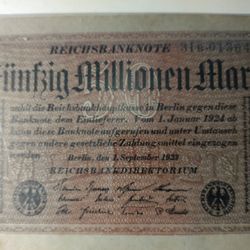 REICHSBANKNOTE
ünfzig Millionen Mar
zahlt die Reichsbankhauptkasse in Berlin gegen diese
Banknote dem Einlieferer. Vom 1. Januar 1924 ab
kann diese Banknote aufgerufen und unter Umtausch
gegen andere gesetzliche Zahlungsmittel eingezogen
werden
Berlin, den 1. September 1923
REICHSBANKDIREKTORIUM